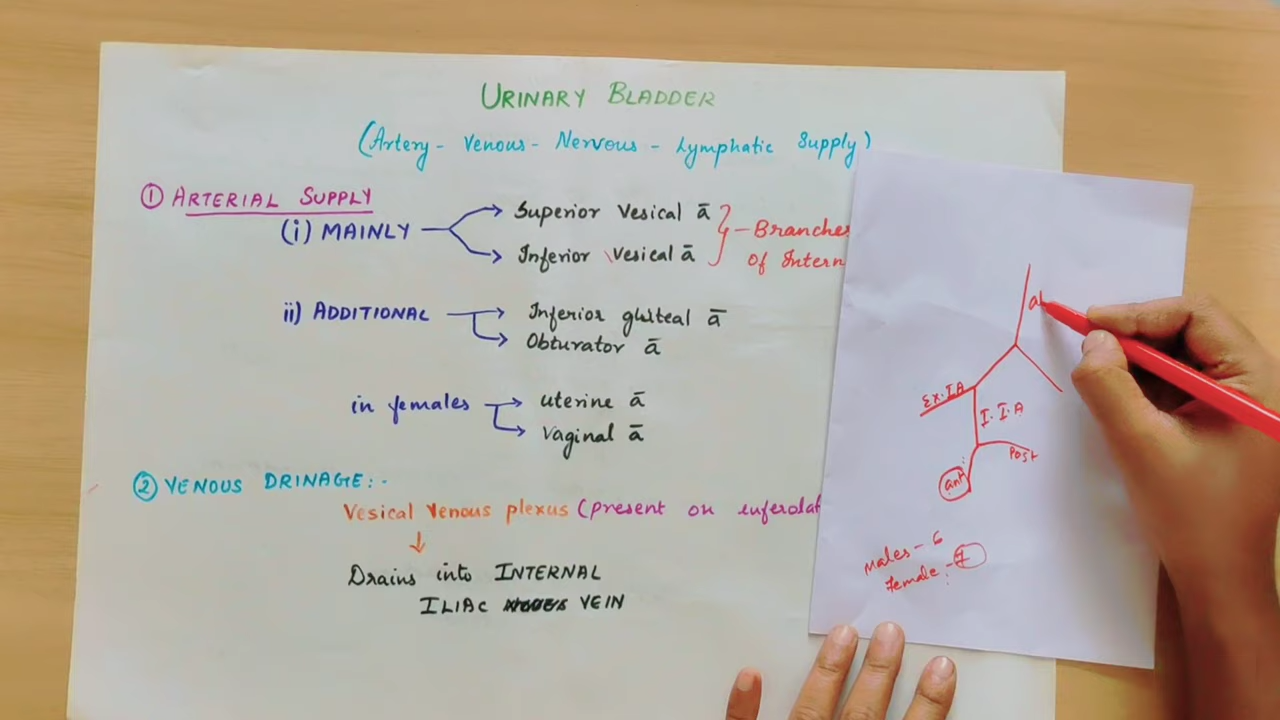 URINARY BLADDER
(Artery - Venous - Nervous - Lymphatic Supply)
① ARTERIAL SUPPLY
(i) MAINLY
Superior Vesical ā
Inferior Vesical ā
- Branches
Of Intern
ii) ADDITIONAL
Inferior gluteal ā
Obturator ā
in females
uterine ā
vaginal ā
② VENOUS DRINAGE:-
Vesical Venous plexus (present on inferolat
↓
Drains into INTERNAL
ILIAC VEIN
Ex. I.A
I. I. A
Post
ant
males - 6
female - 7